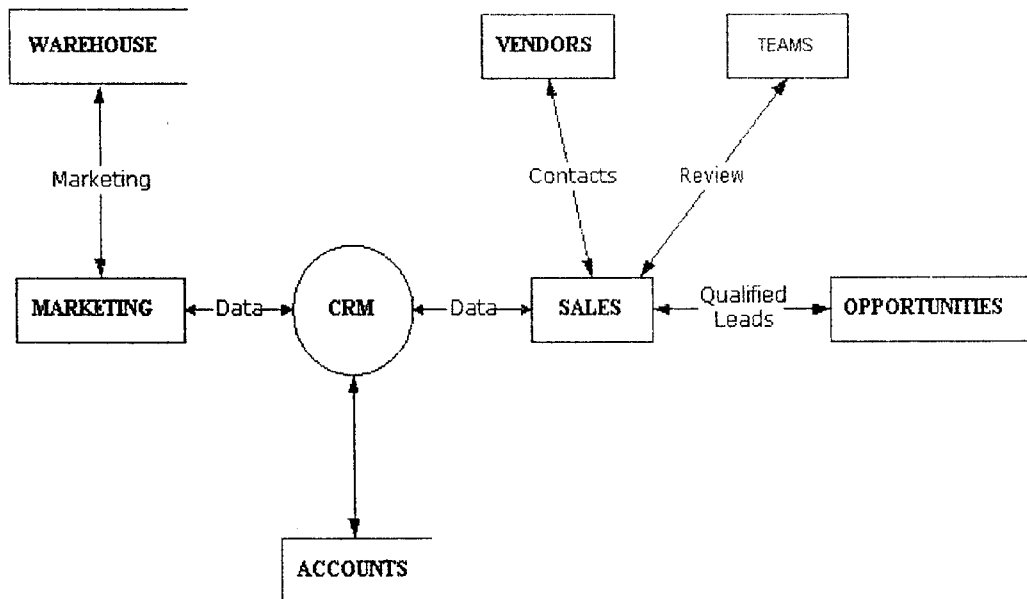 WAREHOUSE
VENDORS
TEAMS
Marketing
Contacts
Review
MARKETING
Data
CRM
Data
SALES
Qualified
Leads
OPPORTUNITIES
ACCOUNTS